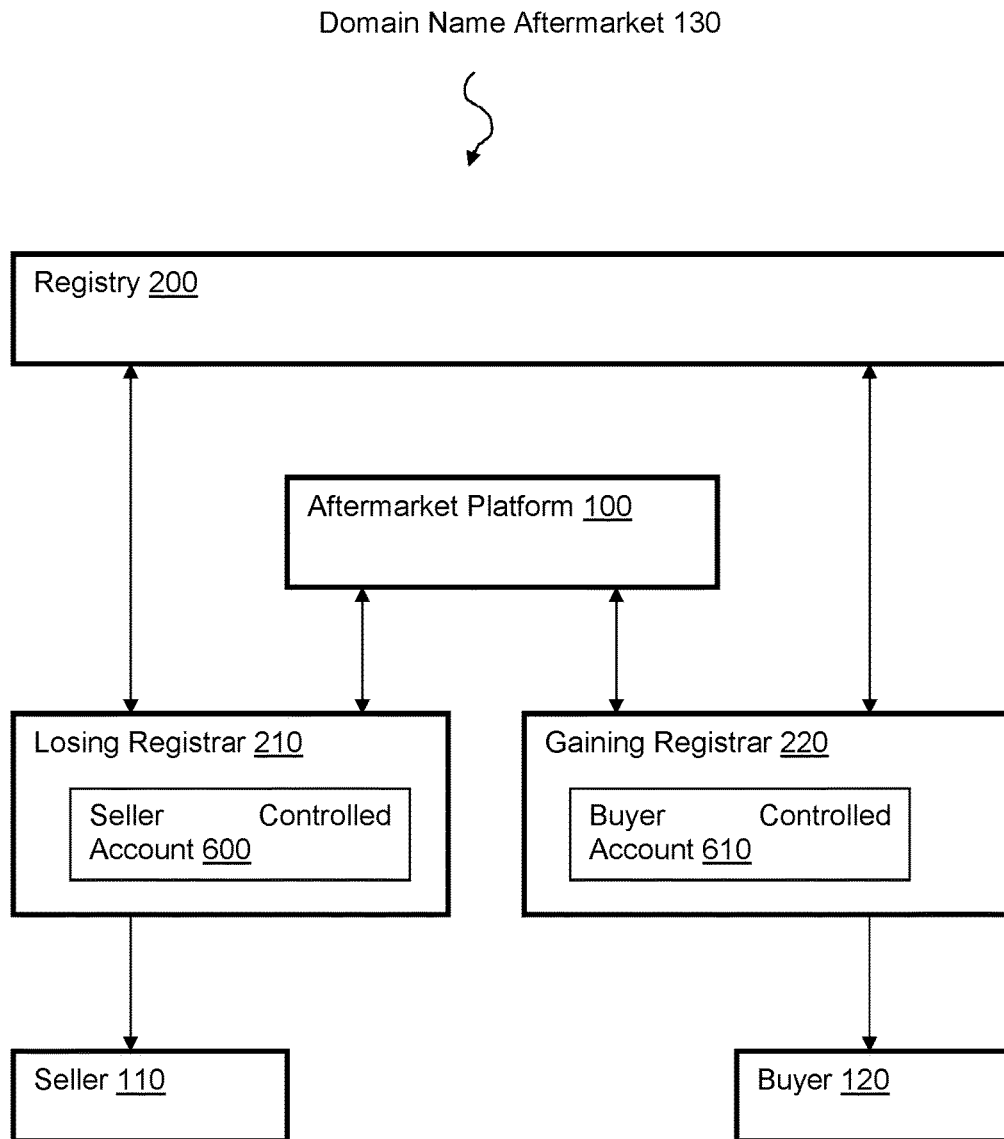 Domain Name Aftermarket 130
Registry 200
Aftermarket Platform 100
Losing Registrar 210
Gaining Registrar 220
Seller Controlled
Account 600
Buyer Controlled
Account 610
Seller 110
Buyer 120